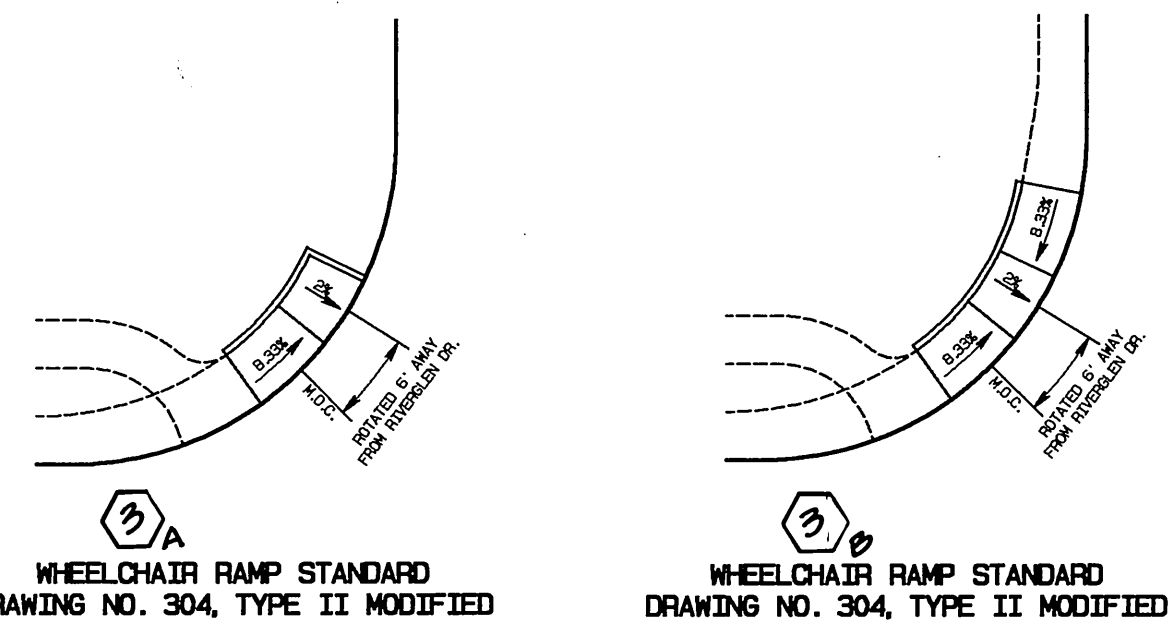 2%
8.33%
M.O.C.
ROTATED 6' AWAY
FROM RIVERGLEN DR.
3 A
WHEELCHAIR RAMP STANDARD
RAWING NO. 304, TYPE II MODIFIED
8.33%
2%
8.33%
M.O.C.
ROTATED 6' AWAY
FROM RIVERGLEN DR.
3 B
WHEELCHAIR RAMP STANDARD
DRAWING NO. 304, TYPE II MODIFIED